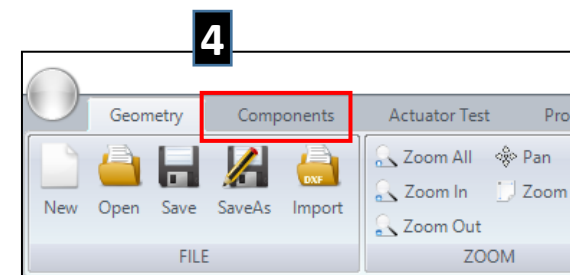 4
Geometry Components Actuator Test Pro
Zoom All Pan
DXF
Zoom In Zoom
New Open Save SaveAs Import
Zoom Out
FILE ZOOM